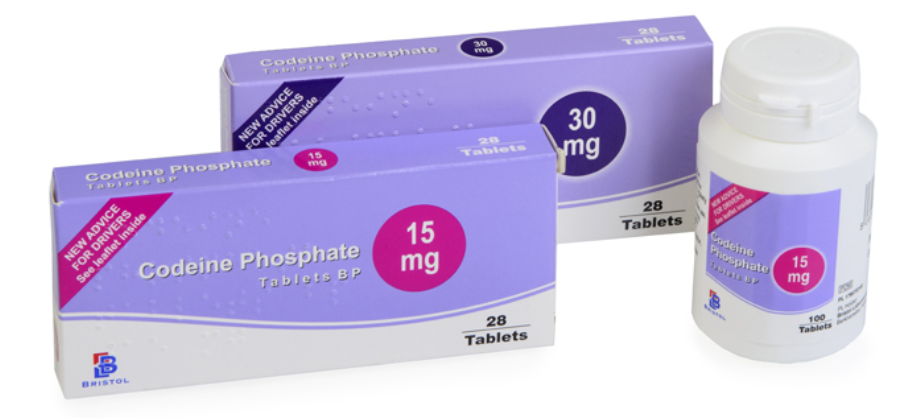 Codeine Phosphate
Tablets BP
30
mg
28
Tablets
NEW ADVICE
FOR DRIVERS
leaflet inside
30
mg
28
Tablets
Codeine Phosphate
Tablets BP
15
mg
28
Tablets
NEW ADVICE
FOR DRIVERS
See leaflet inside
Codeine Phosphate
Tablets BP
15
mg
28
Tablets
B
BRISTOL
NEW ADVICE
FOR DRIVERS
See leaflet inside
Codeine
Phosphate
Tablets BP
15
mg
B
BRISTOL
100
Tablets